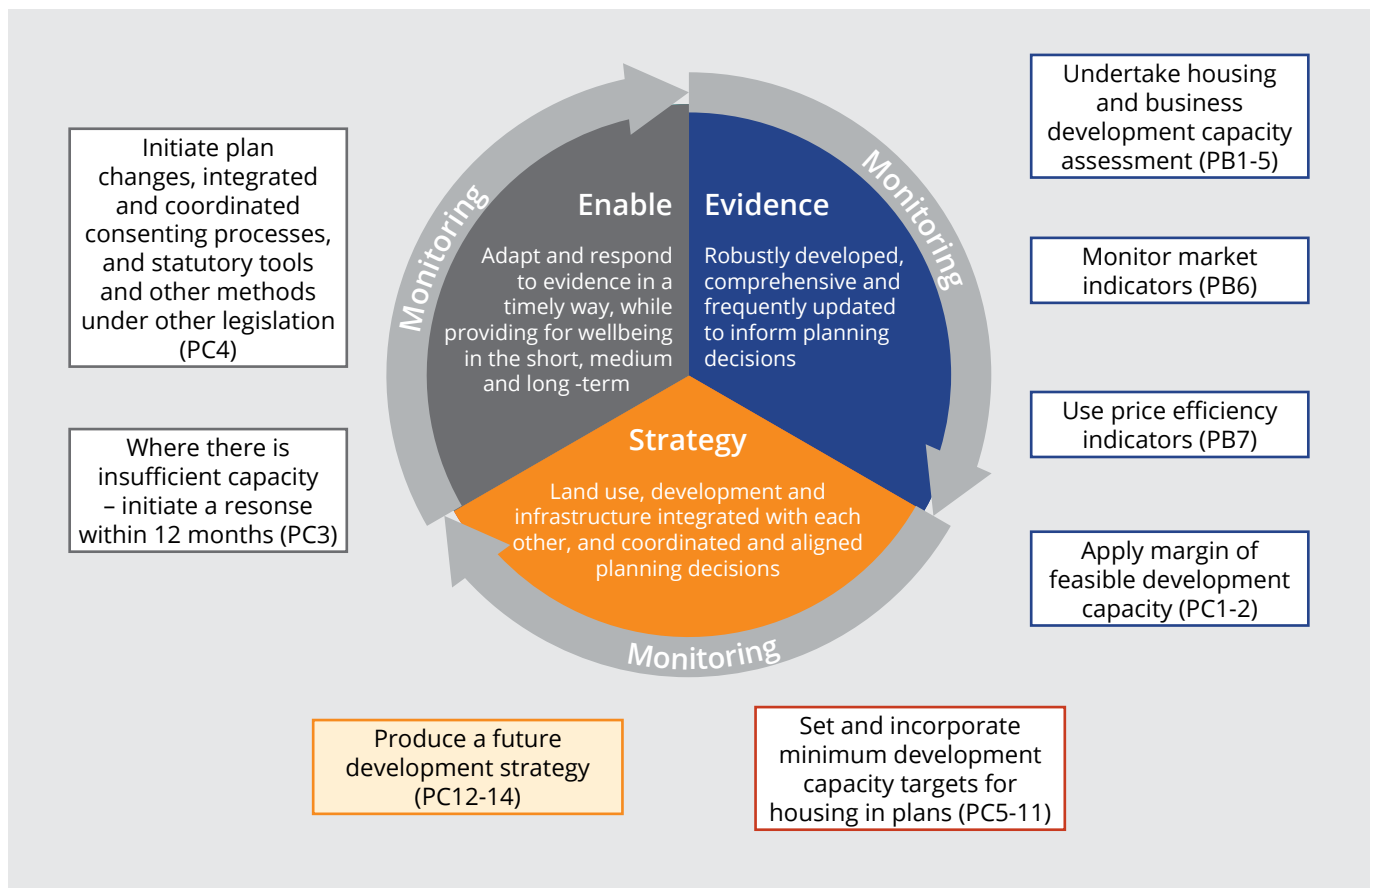 Undertake housing
and business
development capacity
assessment (PB1-5)
Monitor market
indicators (PB6)
Use price efficiency
indicators (PB7)
Apply margin of
feasible development
capacity (PC1-2)
Set and incorporate
minimum development
capacity targets for
housing in plans (PC5-11)
Produce a future
development strategy
(PC12-14)
Where there is
insufficient capacity
– initiate a resonse
within 12 months (PC3)
Initiate plan
changes, integrated
and coordinated
consenting processes,
and statutory tools
and other methods
under other legislation
(PC4)
Monitoring
Monitoring
Monitoring
Enable
Adapt and respond
to evidence in a
timely way, while
providing for wellbeing
in the short, medium
and long -term
Evidence
Robustly developed,
comprehensive and
frequently updated
to inform planning
decisions
Strategy
Land use, development and
infrastructure integrated with each
other, and coordinated and aligned
planning decisions